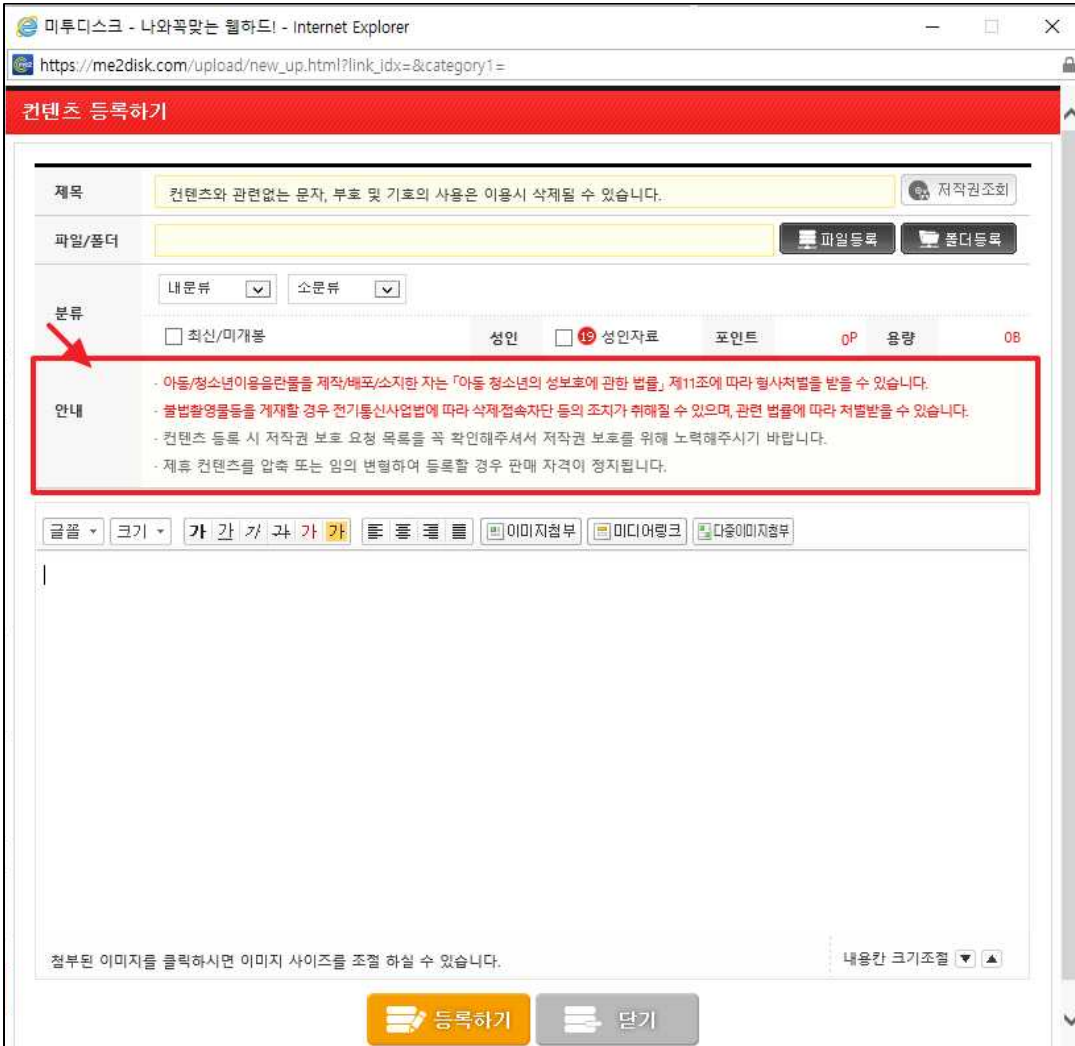 미투디스크 - 나와꼭맞는 웹하드! - Internet Explorer
https://me2disk.com/upload/new_up.html?link_idx=&category1=
컨텐츠 등록하기
제목 컨텐츠와 관련없는 문자, 부호 및 기호의 사용은 이용시 삭제될 수 있습니다. 저작권조회
파일/폴더 파일등록 폴더등록
분류 대분류 소분류
최신/미개봉 성인 19 성인자료 포인트 0P 용량 0B
안내
· 아동/청소년이용음란물을 제작/배포/소지한 자는 「아동 청소년의 성보호에 관한 법률」 제11조에 따라 형사처벌을 받을 수 있습니다.
· 불법촬영물등을 게재할 경우 전기통신사업법에 따라 삭제·접속차단 등의 조치가 취해질 수 있으며, 관련 법률에 따라 처벌받을 수 있습니다.
· 컨텐츠 등록 시 저작권 보호 요청 목록을 꼭 확인해주셔서 저작권 보호를 위해 노력해주시기 바랍니다.
· 제휴 컨텐츠를 압축 또는 임의 변형하여 등록할 경우 판매 자격이 정지됩니다.
글꼴 크기 가 가 가 가 가 가 이미지첨부 미디어링크 다중이미지첨부
첨부된 이미지를 클릭하시면 이미지 사이즈를 조절 하실 수 있습니다. 내용칸 크기조절 ▼ ▲
등록하기 닫기